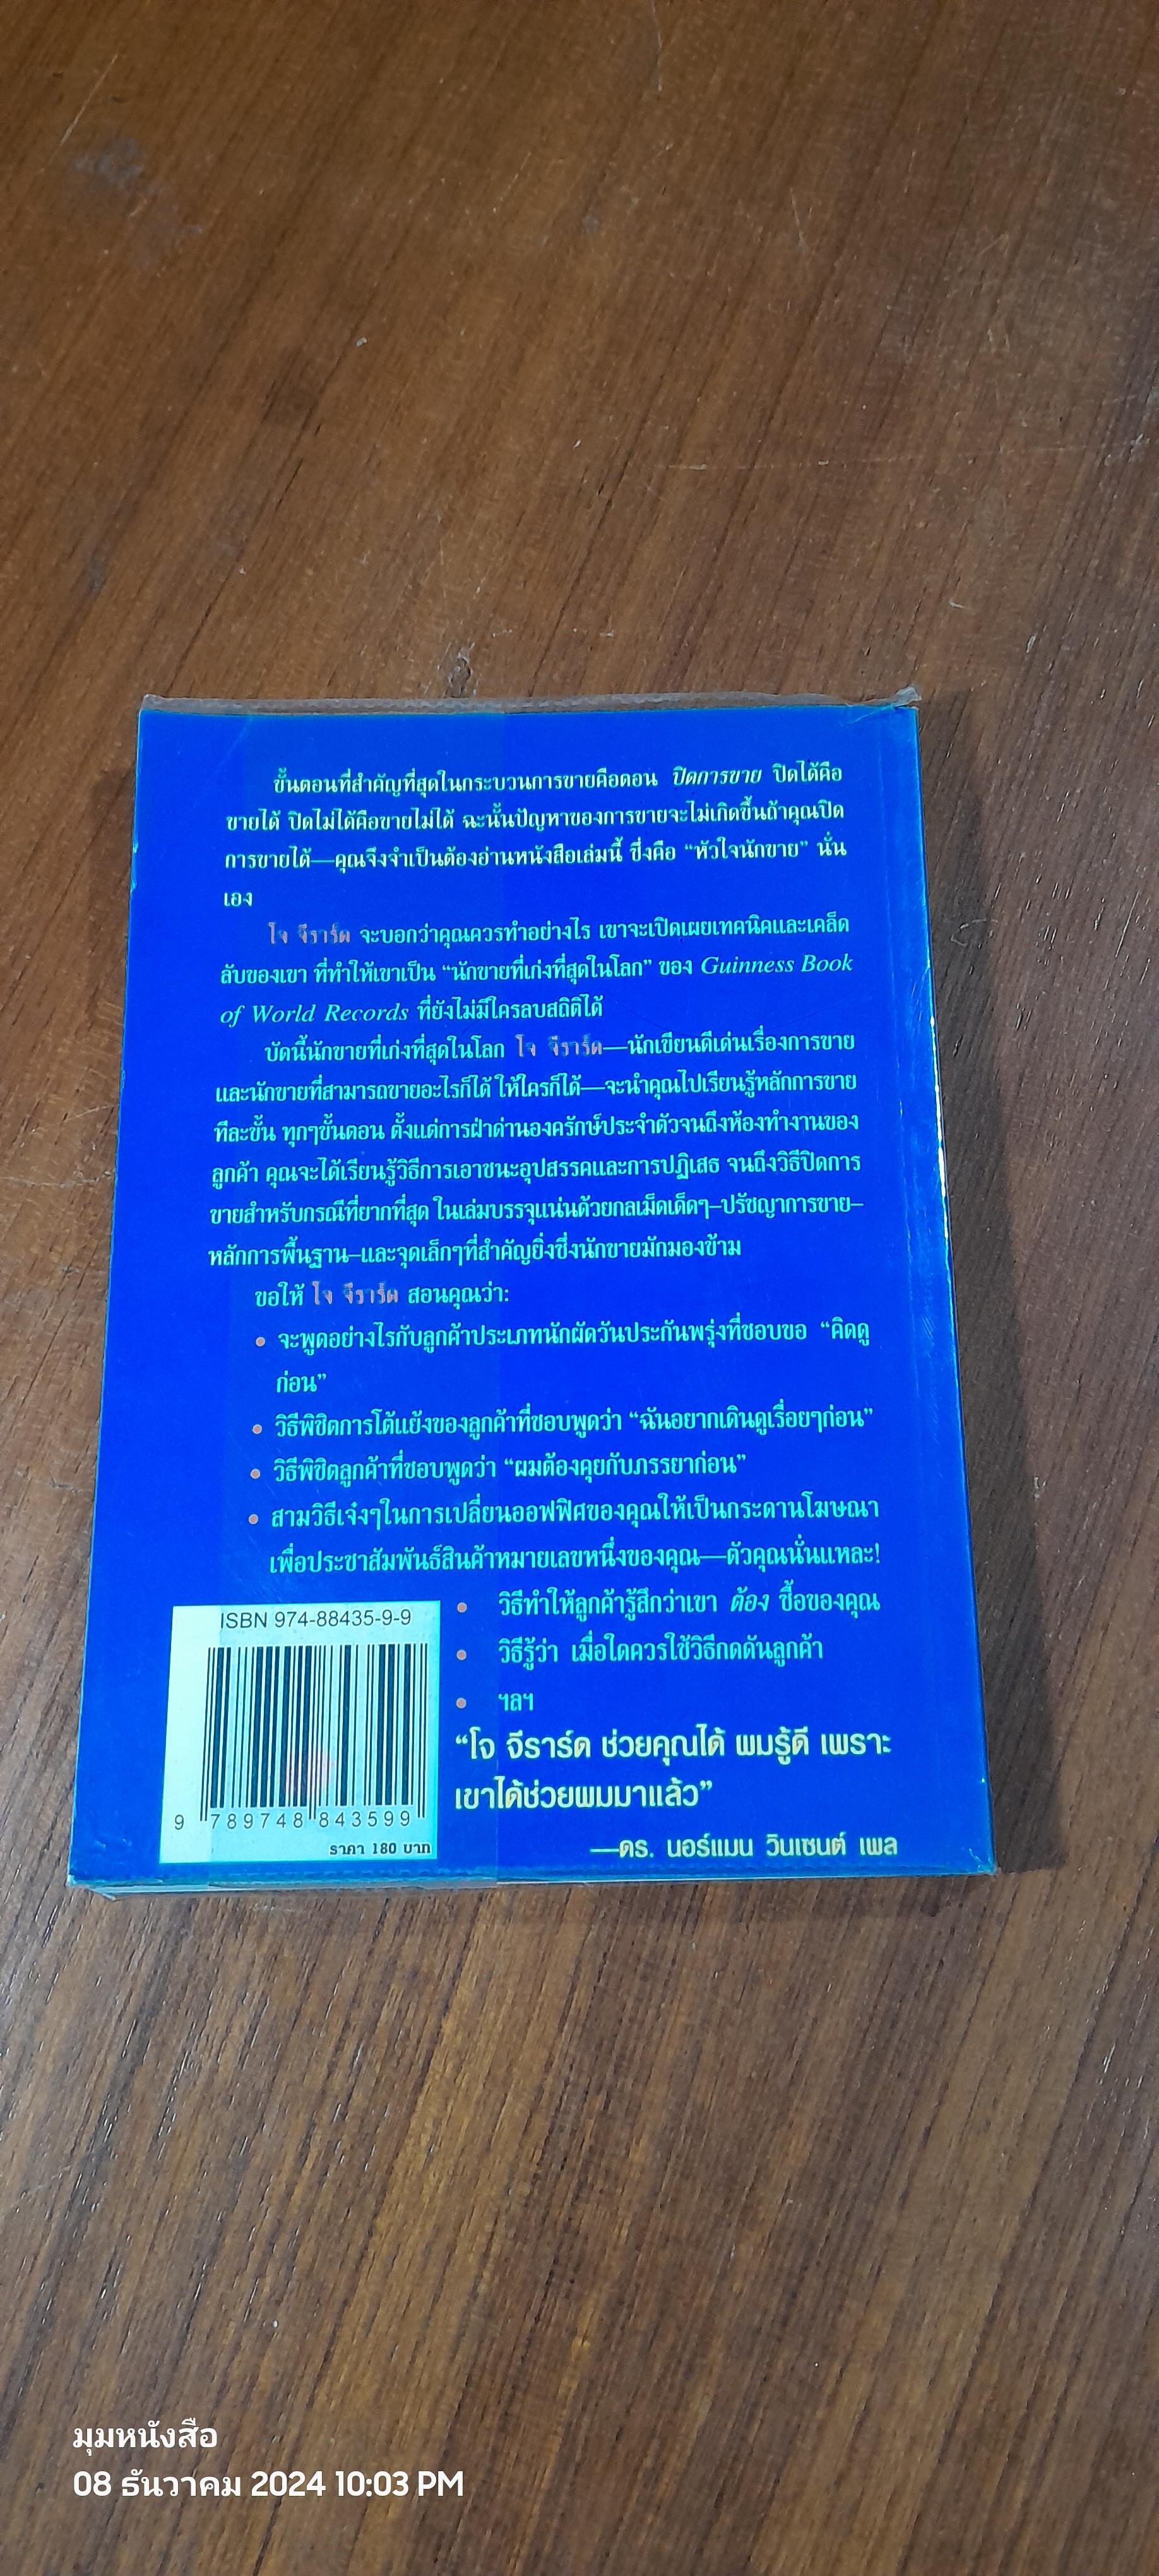 ขั้นตอนที่สำคัญที่สุดในกระบวนการขายคือตอน ปิดการขาย ปิดได้คือ
ขายได้ ปิดไม่ได้คือขายไม่ได้ ฉะนั้นปัญหาของการขายจะไม่เกิดขึ้นถ้าคุณปิด
การขายได้—คุณจึงจำเป็นต้องอ่านหนังสือเล่มนี้ ซึ่งคือ “หัวใจนักขาย” นั่น
เอง
โจ จีราร์ด จะบอกว่าคุณควรทำอย่างไร เขาจะเปิดเผยเทคนิคและเคล็ด
ลับของเขา ที่ทำให้เขาเป็น “นักขายที่เก่งที่สุดในโลก” ของ Guinness Book
of World Records ที่ยังไม่มีใครลบสถิติได้
บัดนี้นักขายที่เก่งที่สุดในโลก โจ จีราร์ด—นักเขียนดีเด่นเรื่องการขาย
และนักขายที่สามารถขายอะไรก็ได้ ให้ใครก็ได้—จะนำคุณไปเรียนรู้หลักการขาย
ทีละขั้น ทุกๆขั้นตอน ตั้งแต่การฝ่าด่านองครักษ์ประจำตัวจนถึงห้องทำงานของ
ลูกค้า คุณจะได้เรียนรู้วิธีการเอาชนะอุปสรรคและการปฏิเสธ จนถึงวิธีปิดการ
ขายสำหรับกรณีที่ยากที่สุด ในเล่มบรรจุแน่นด้วยกลเม็ดเด็ดๆ–ปรัชญาการขาย–
หลักการพื้นฐาน–และจุดเล็กๆที่สำคัญยิ่งซึ่งนักขายมักมองข้าม
ขอให้ โจ จีราร์ด สอนคุณว่า:
• จะพูดอย่างไรกับลูกค้าประเภทนักผัดวันประกันพรุ่งที่ชอบขอ “คิดดู
ก่อน”
• วิธีพิชิตการโต้แย้งของลูกค้าที่ชอบพูดว่า “ฉันอยากเดินดูเรื่อยๆก่อน”
• วิธีพิชิตลูกค้าที่ชอบพูดว่า “ผมต้องคุยกับภรรยาก่อน”
• สามวิธีเจ๋งๆในการเปลี่ยนออฟฟิศของคุณให้เป็นกระดานโฆษณา
เพื่อประชาสัมพันธ์สินค้าหมายเลขหนึ่งของคุณ—ตัวคุณนั่นแหละ!
• วิธีทำให้ลูกค้ารู้สึกว่าเขา ต้อง ซื้อของคุณ
• วิธีรู้ว่า เมื่อใดควรใช้วิธีกดดันลูกค้า
• ฯลฯ
“โจ จีราร์ด ช่วยคุณได้ ผมรู้ดี เพราะ
เขาได้ช่วยผมมาแล้ว”
—ดร. นอร์แมน วินเซนต์ เพล
ISBN 974-88435-9-9
9 789748 843599
ราคา 180 บาท
มุมหนังสือ
08 ธันวาคม 2024 10:03 PM